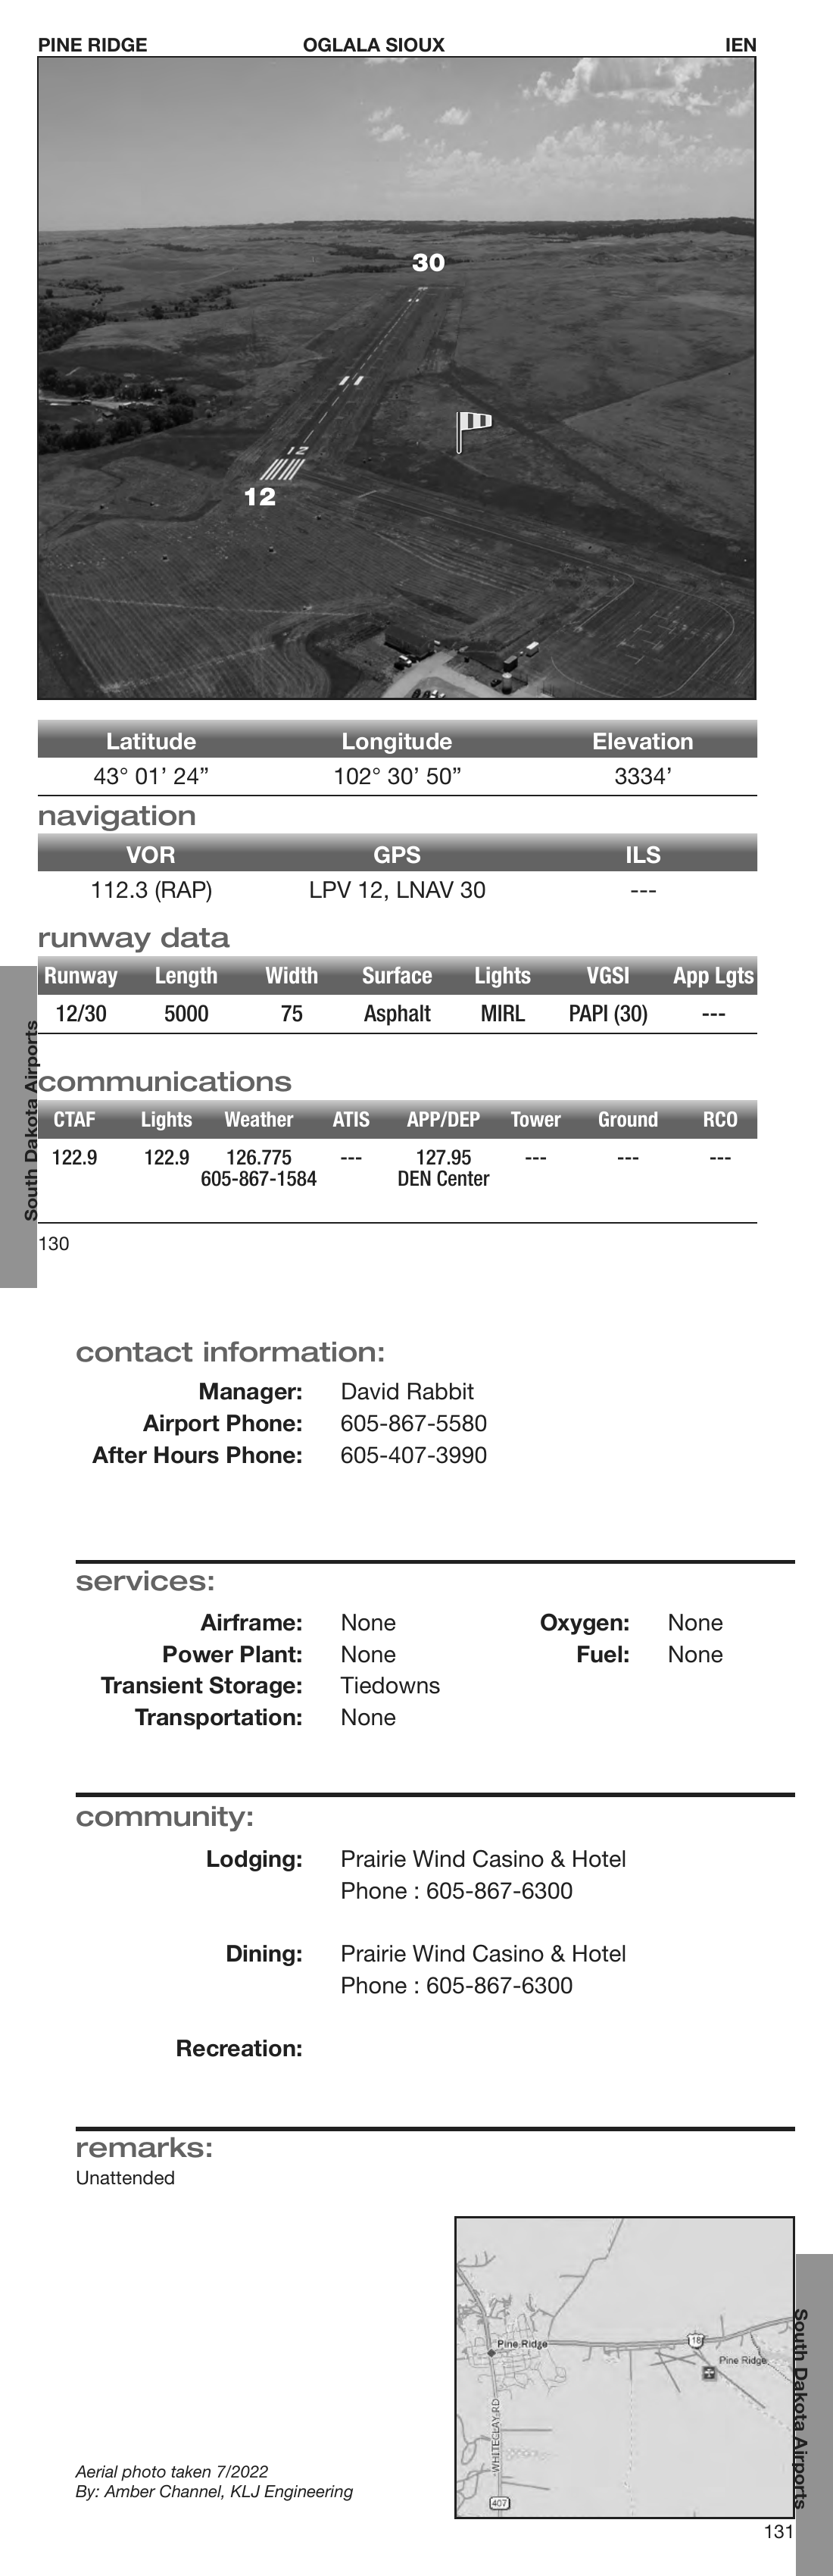 PINE RIDGE OGLALA SIOUX IEN
30
12
12
Latitude Longitude Elevation
43° 01’ 24” 102° 30’ 50” 3334’
navigation
VOR GPS ILS
112.3 (RAP) LPV 12, LNAV 30 ---
runway data
Runway Length Width Surface Lights VGSI App Lgts
12/30 5000 75 Asphalt MIRL PAPI (30) ---
communications
CTAF Lights Weather ATIS APP/DEP Tower Ground RCO
122.9 122.9 126.775 --- 127.95 --- --- ---
605-867-1584 DEN Center
South Dakota Airports
130
contact information:
Manager: David Rabbit
Airport Phone: 605-867-5580
After Hours Phone: 605-407-3990
services:
Airframe: None Oxygen: None
Power Plant: None Fuel: None
Transient Storage: Tiedowns
Transportation: None
community:
Lodging: Prairie Wind Casino & Hotel
Phone : 605-867-6300
Dining: Prairie Wind Casino & Hotel
Phone : 605-867-6300
Recreation:
remarks:
Unattended
Pine Ridge
18
Pine Ridge
WHITECLAY RD
407
South Dakota Airports
Aerial photo taken 7/2022
By: Amber Channel, KLJ Engineering
131